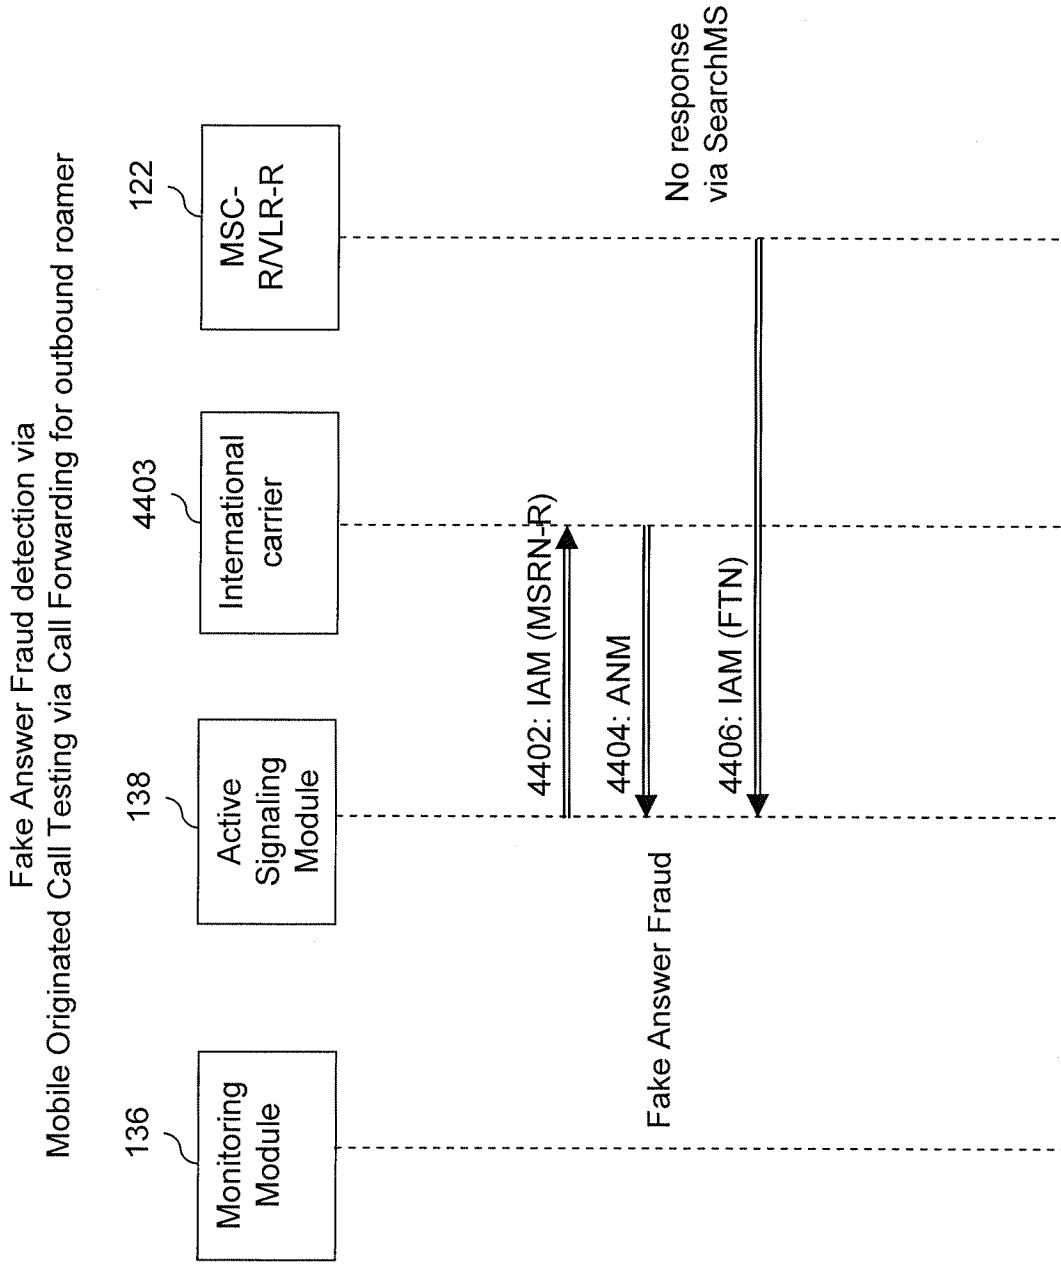 Fake Answer Fraud detection via
Mobile Originated Call Testing via Call Forwarding for outbound roamer
136
138
4403
122
Monitoring
Module
Active
Signaling
Module
International
carrier
MSC-
R/VLR-R
4402: IAM (MSRN-R)
4404: ANM
Fake Answer Fraud
4406: IAM (FTN)
No response
via SearchMS